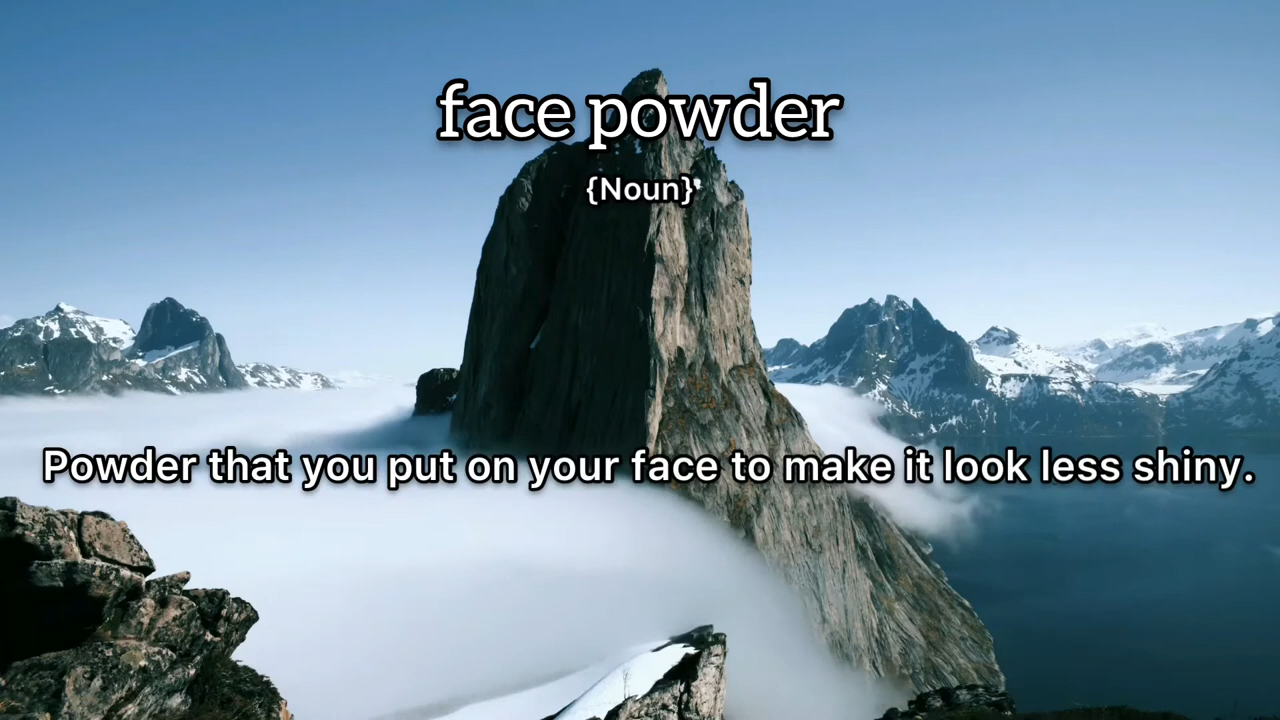 face powder
{Noun}
Powder that you put on your face to make it look less shiny.